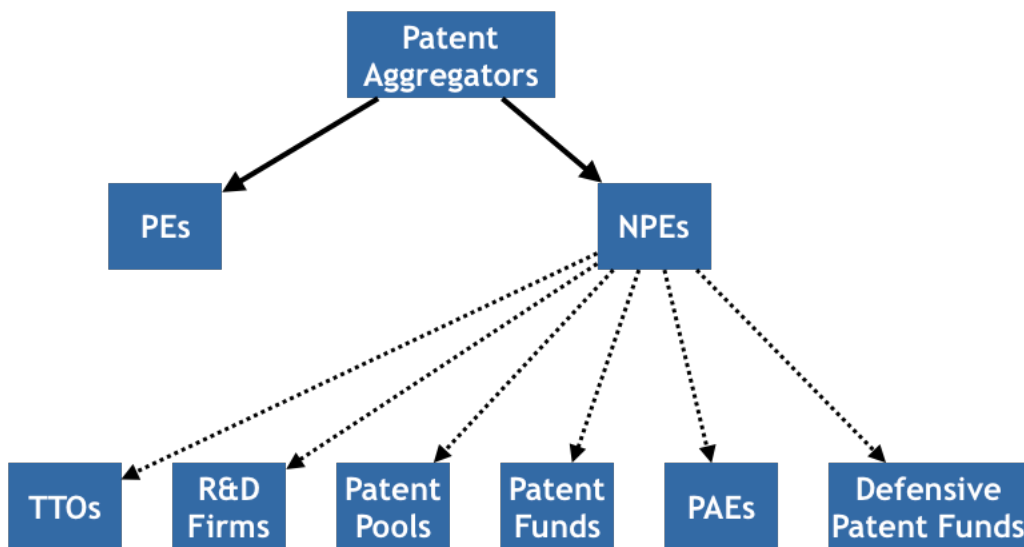 Patent
Aggregators
PEs
NPEs
TTOs
R&D
Firms
Patent
Pools
Patent
Funds
PAEs
Defensive
Patent Funds